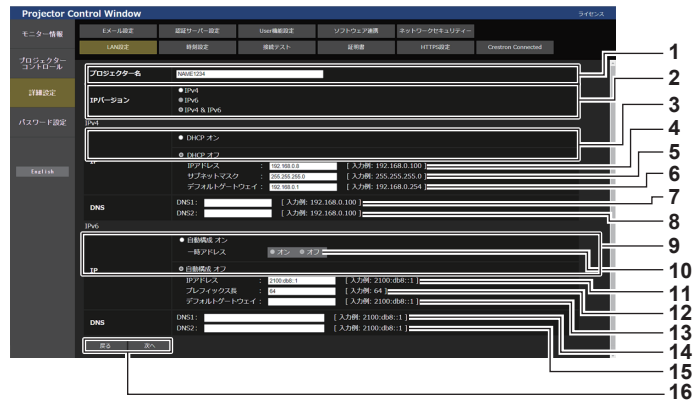 Projector Control Window
ライセンス
モニター情報
プロジェクター
コントロール
詳細設定
パスワード設定
English
Eメール設定 認証サーバー設定 User権限設定 ソフトウェア連携 ネットワークセキュリティー
LAN設定 時刻設定 接続テスト 証明書 HTTPS設定 Crestron Connected
プロジェクター名 NAME1234
IPバージョン
IPv4
IPv6
IPv4 & IPv6
IPv4
IP
DHCP オン
DHCP オフ
IPアドレス : 192.168.0.8 [ 入力例: 192.168.0.100 ]
サブネットマスク : 255.255.255.0 [ 入力例: 255.255.255.0 ]
デフォルトゲートウェイ : 192.168.0.1 [ 入力例: 192.168.0.254 ]
DNS
DNS1: [ 入力例: 192.168.0.100 ]
DNS2: [ 入力例: 192.168.0.100 ]
IPv6
IP
自動構成 オン
一時アドレス オン オフ
自動構成 オフ
IPアドレス : 2100:db8::1 [ 入力例: 2100:db8::1 ]
プレフィックス長 : 64 [ 入力例: 64 ]
デフォルトゲートウェイ : [ 入力例: 2100:db8::1 ]
DNS
DNS1: [ 入力例: 2100:db8::1 ]
DNS2: [ 入力例: 2100:db8::1 ]
戻る 次へ
1
2
3
4
5
6
7
8
9
10
11
12
13
14
15
16